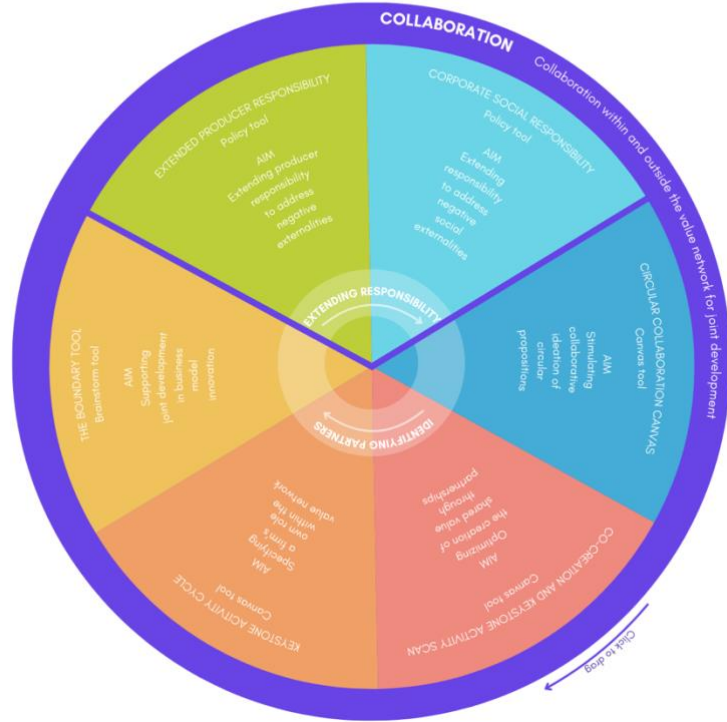 COLLABORATION
Collaboration within and outside the value network for joint development
EXTENDED PRODUCER RESPONSIBILITY
Policy tool
AIM
Extending producer
responsibility
to address
negative
externalities
CORPORATE SOCIAL RESPONSIBILITY
Policy tool
AIM
Extending
responsibility
to address
negative
social
externalities
CIRCULAR COLLABORATION CANVAS
Canvas tool
AIM
Stimulating
collaborative
ideation of
circular
propositions
CO-CREATION AND KEYSTONE ACTIVITY SCAN
Canvas tool
AIM
Optimizing
the creation of
shared value
through
partnerships
KEYSTONE ACITIVITY CYCLE
Canvas tool
AIM
Specifying
a firm's
own role
within the
value network
THE BOUNDARY TOOL
Brainstorm tool
AIM
Supporting
joint development
in business
model
innovation
EXTENDING RESPONSIBILITY
IDENTIFYING PARTNERS
Click to drag